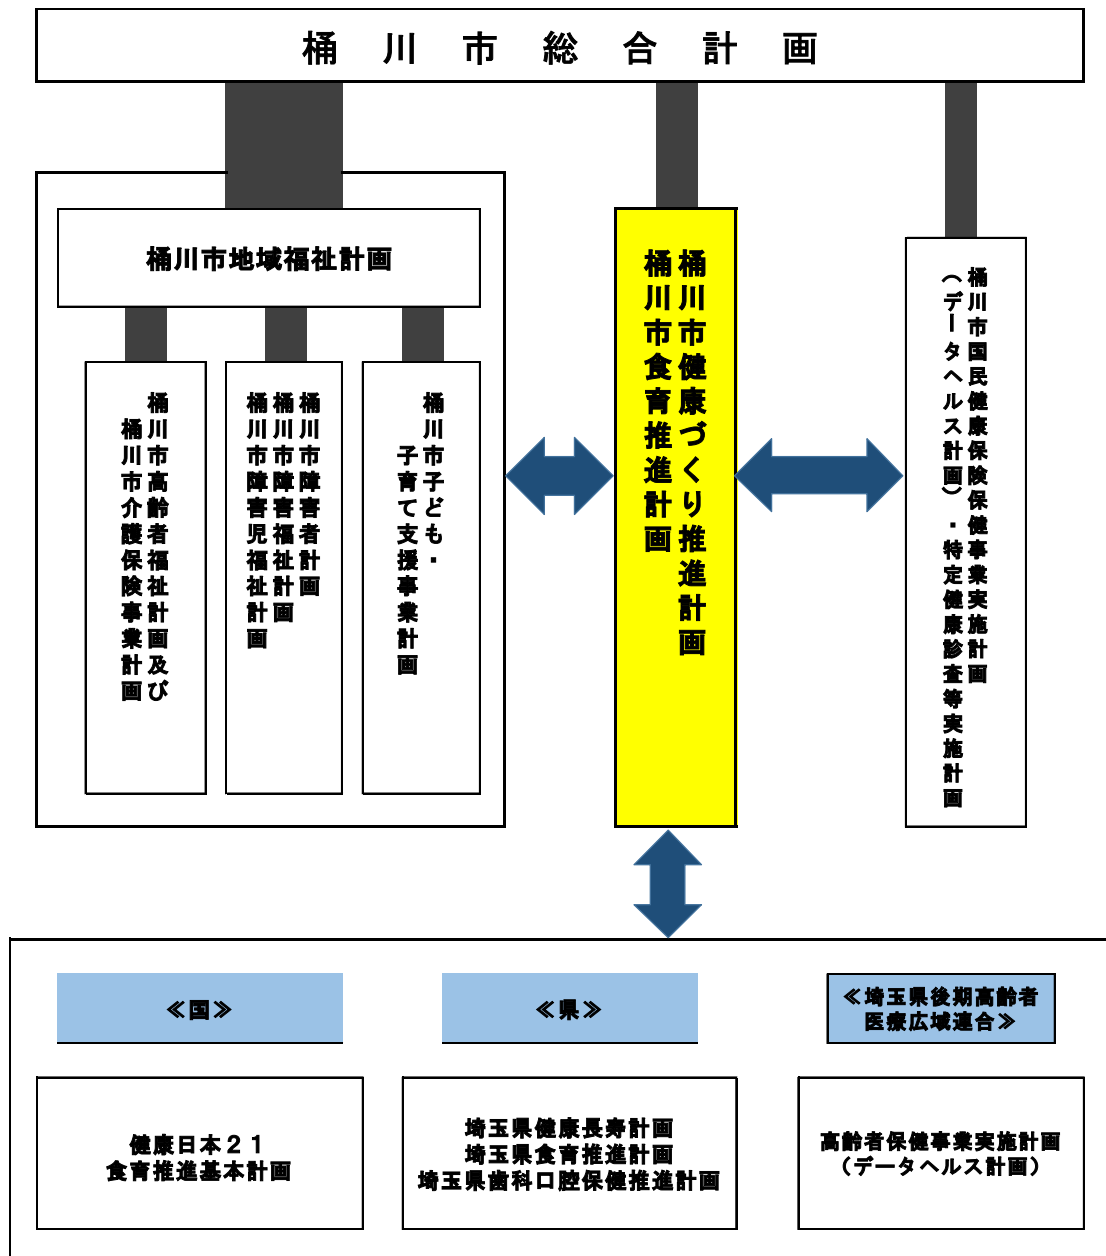 桶川市総合計画
桶川市地域福祉計画
桶川市高齢者福祉計画及び
桶川市介護保険事業計画
桶川市障害者計画
桶川市障害福祉計画
桶川市障害児福祉計画
桶川市子ども・
子育て支援事業計画
桶川市健康づくり推進計画
桶川市食育推進計画
桶川市国民健康保険保健事業実施計画
（データヘルス計画）・特定健康診査等実施計画
≪国≫
健康日本２１
食育推進基本計画
≪県≫
埼玉県健康長寿計画
埼玉県食育推進計画
埼玉県歯科口腔保健推進計画
≪埼玉県後期高齢者
医療広域連合≫
高齢者保健事業実施計画
（データヘルス計画）